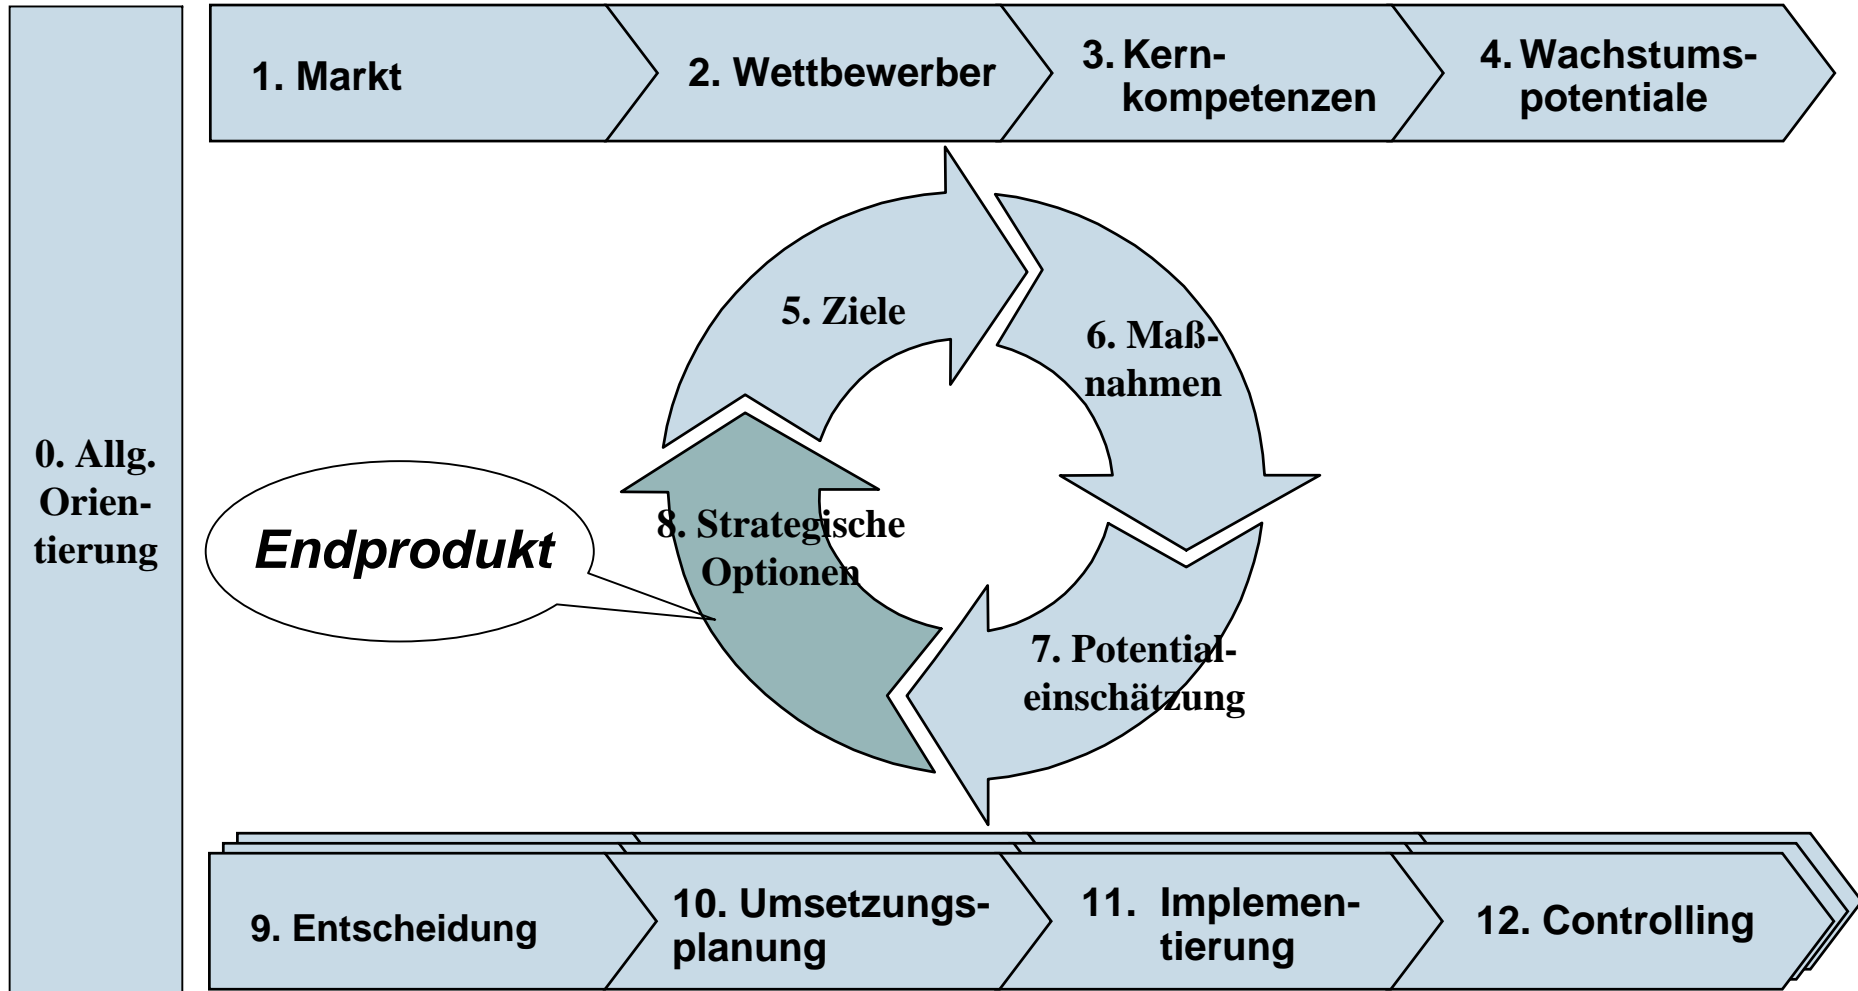 1. Markt
2. Wettbewerber
3. Kern-
kompetenzen
4. Wachstums-
potentiale
0. Allg.
Orien-
tierung
5. Ziele
6. Maß-
nahmen
7. Potential-
einschätzung
8. Strategische
Optionen
Endprodukt
9. Entscheidung
10. Umsetzungs-
planung
11. Implemen-
tierung
12. Controlling